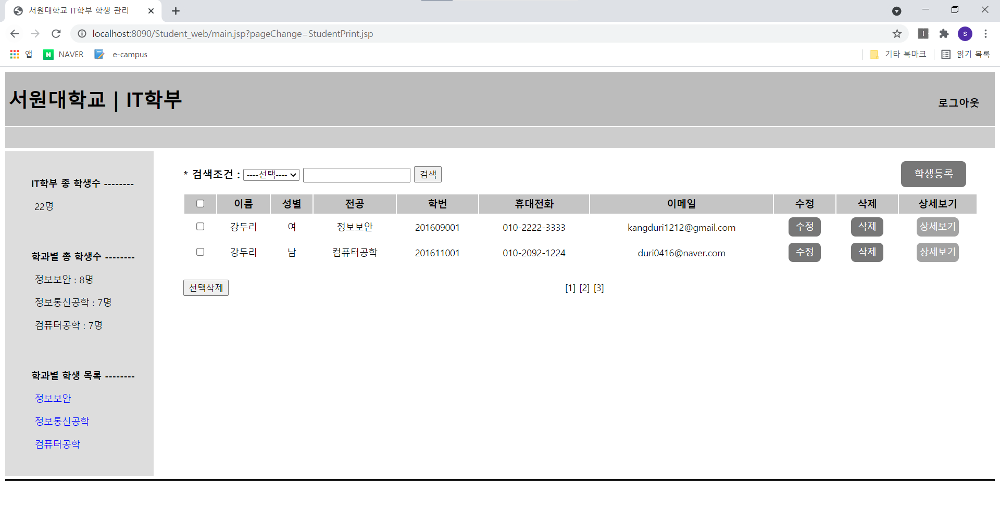 서원대학교 IT학부 학생 관리
localhost:8090/Student_web/main.jsp?pageChange=StudentPrint.jsp
I
s
앱 N NAVER e-campus 기타 북마크 읽기 목록
서원대학교 | IT학부
로그아웃
IT학부 총 학생수 --------
22명
학과별 총 학생수 --------
정보보안 : 8명
정보통신공학 : 7명
컴퓨터공학 : 7명
학과별 학생 목록 --------
정보보안
정보통신공학
컴퓨터공학
* 검색조건 : ----선택---- 검색 학생등록
이름 성별 전공 학번 휴대전화 이메일 수정 삭제 상세보기
강두리 여 정보보안 201609001 010-2222-3333 kangduri1212@gmail.com 수정 삭제 상세보기
강두리 남 컴퓨터공학 201611001 010-2092-1224 duri0416@naver.com 수정 삭제 상세보기
선택삭제 [1] [2] [3]